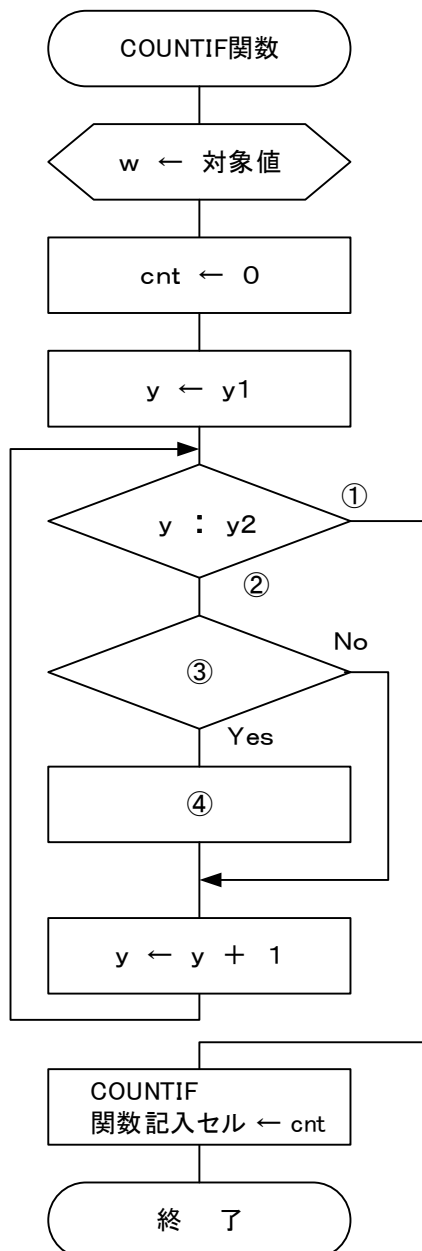 COUNTIF関数
w ← 対象値
cnt ← 0
y ← y1
y : y2
①
②
③
No
Yes
④
y ← y + 1
COUNTIF
関数記入セル ← cnt
終 了